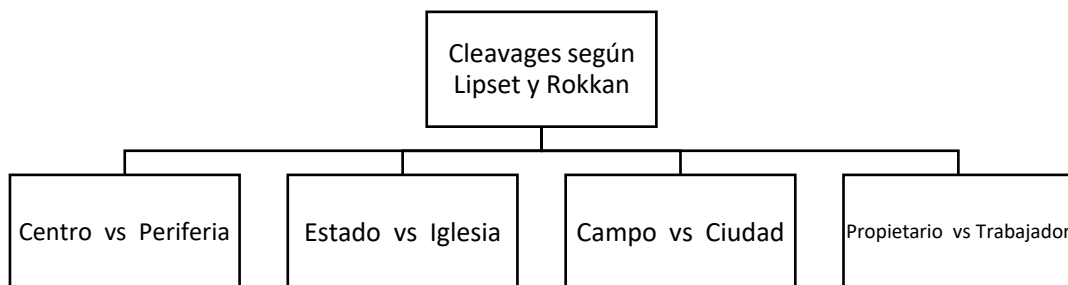 Cleavages según
Lipset y Rokkan
Centro vs Periferia
Estado vs Iglesia
Campo vs Ciudad
Propietario vs Trabajador